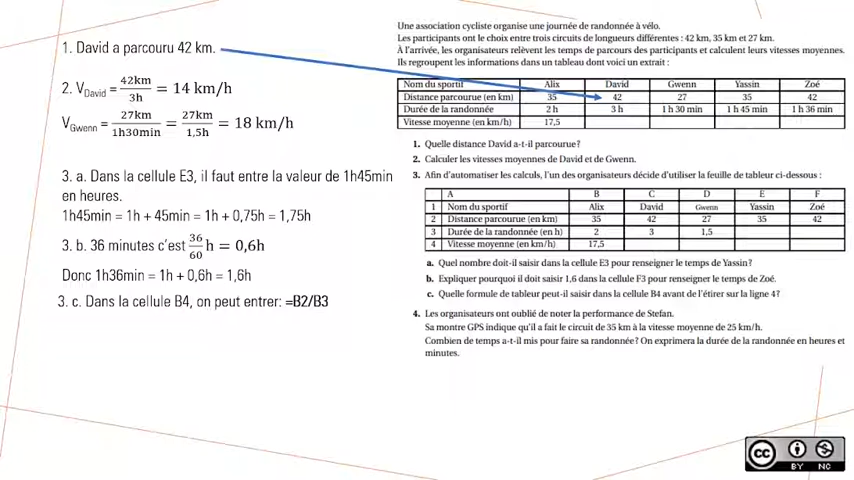 1. David a parcouru 42 km.
2. V_David = 42km/3h = 14 km/h
V_Gwenn = 27km/1h30min = 27km/1,5h = 18 km/h
3. a. Dans la cellule E3, il faut entre la valeur de 1h45min
en heures.
1h45min = 1h + 45min = 1h + 0,75h = 1,75h
3. b. 36 minutes c'est 36/60 h = 0,6h
Donc 1h36min = 1h + 0,6h = 1,6h
3. c. Dans la cellule B4, on peut entrer: =B2/B3
Une association cycliste organise une journée de randonnée à vélo.
Les participants ont le choix entre trois circuits de longueurs différentes : 42 km, 35 km et 27 km.
À l'arrivée, les organisateurs relèvent les temps de parcours des participants et calculent leurs vitesses moyennes.
Ils regroupent les informations dans un tableau dont voici un extrait :
Nom du sportif Alix David Gwenn Yassin Zoé
Distance parcourue (en km) 35 42 27 35 42
Durée de la randonnée 2 h 3 h 1 h 30 min 1 h 45 min 1 h 36 min
Vitesse moyenne (en km/h) 17,5
1. Quelle distance David a-t-il parcourue ?
2. Calculer les vitesses moyennes de David et de Gwenn.
3. Afin d'automatiser les calculs, l'un des organisateurs décide d'utiliser la feuille de tableur ci-dessous :
A B C D E F
1 Nom du sportif Alix David Gwenn Yassin Zoé
2 Distance parcourue (en km) 35 42 27 35 42
3 Durée de la randonnée (en h) 2 3 1,5
4 Vitesse moyenne (en km/h) 17,5
a. Quel nombre doit-il saisir dans la cellule E3 pour renseigner le temps de Yassin ?
b. Expliquer pourquoi il doit saisir 1,6 dans la cellule F3 pour renseigner le temps de Zoé.
c. Quelle formule de tableur peut-il saisir dans la cellule B4 avant de l'étirer sur la ligne 4 ?
4. Les organisateurs ont oublié de noter la performance de Stefan.
Sa montre GPS indique qu'il a fait le circuit de 35 km à la vitesse moyenne de 25 km/h.
Combien de temps a-t-il mis pour faire sa randonnée ? On exprimera la durée de la randonnée en heures et
minutes.
cc
BY NC